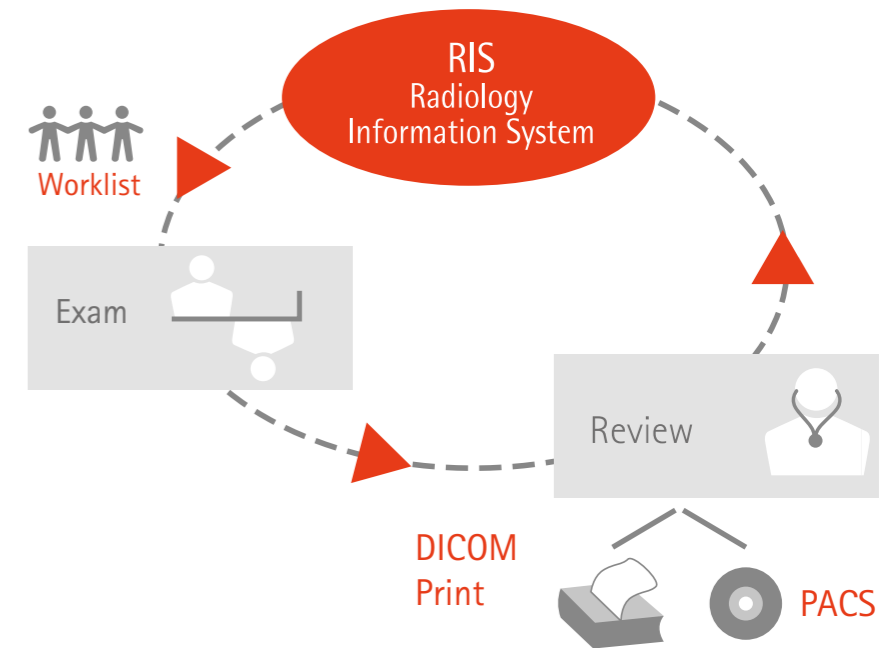 RIS
Radiology
Information System
Worklist
Exam
Review
DICOM
Print
PACS